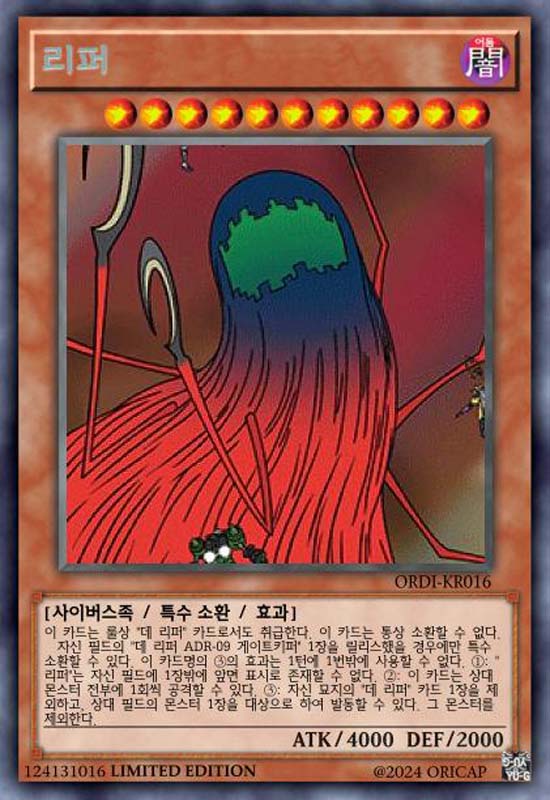 리퍼
어둠
闇
ORDI-KR016
[사이버스족 / 특수 소환 / 효과]
이 카드는 룰상 "데 리퍼" 카드로서도 취급한다. 이 카드는 통상 소환할 수 없다.
자신 필드의 "데 리퍼 ADR-09 게이트키퍼" 1장을 릴리스했을 경우에만 특수
소환할 수 있다. 이 카드명의 ③의 효과는 1턴에 1번밖에 사용할 수 없다. ①: "
리퍼"는 자신 필드에 1장밖에 앞면 표시로 존재할 수 없다. ②: 이 카드는 상대
몬스터 전부에 1회씩 공격할 수 있다. ③: 자신 묘지의 "데 리퍼" 카드 1장을 제
외하고, 상대 필드의 몬스터 1장을 대상으로 하여 발동할 수 있다. 그 몬스터를
제외한다.
ATK/4000 DEF/2000
124131016 LIMITED EDITION
©2024 ORICAP